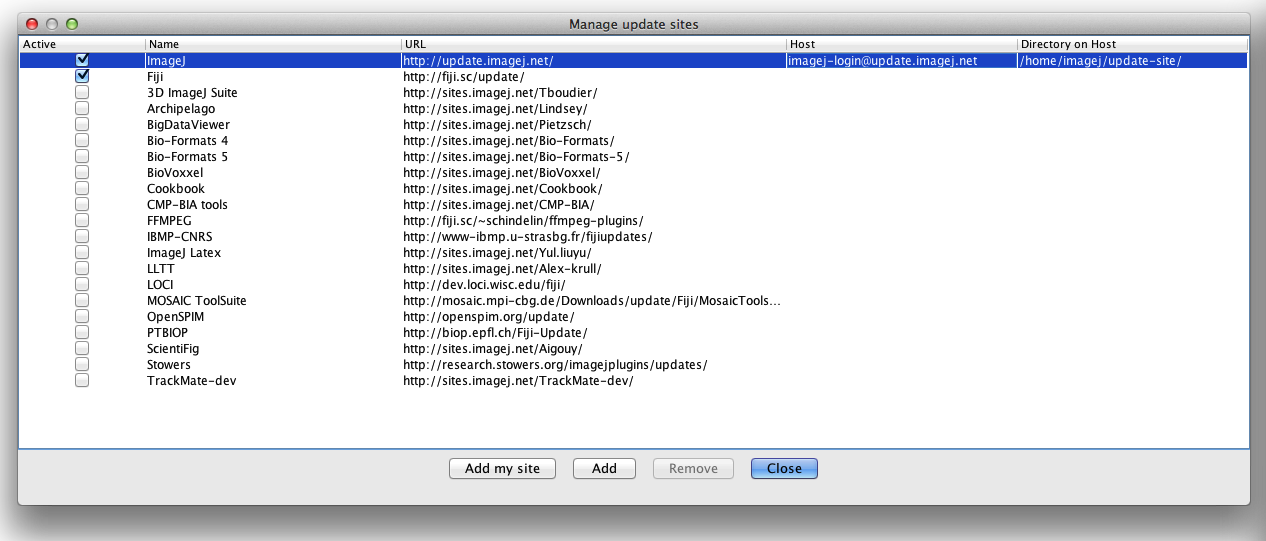 Manage update sites
Active Name URL Host Directory on Host
ImageJ http://update.imagej.net/ imagej-login@update.imagej.net /home/imagej/update-site/
Fiji http://fiji.sc/update/
3D ImageJ Suite http://sites.imagej.net/Tboudier/
Archipelago http://sites.imagej.net/Lindsey/
BigDataViewer http://sites.imagej.net/Pietzsch/
Bio-Formats 4 http://sites.imagej.net/Bio-Formats/
Bio-Formats 5 http://sites.imagej.net/Bio-Formats-5/
BioVoxxel http://sites.imagej.net/BioVoxxel/
Cookbook http://sites.imagej.net/Cookbook/
CMP-BIA tools http://sites.imagej.net/CMP-BIA/
FFMPEG http://fiji.sc/~schindelin/ffmpeg-plugins/
IBMP-CNRS http://www-ibmp.u-strasbg.fr/fijiupdates/
ImageJ Latex http://sites.imagej.net/Yul.liuyu/
LLTT http://sites.imagej.net/Alex-krull/
LOCI http://dev.loci.wisc.edu/fiji/
MOSAIC ToolSuite http://mosaic.mpi-cbg.de/Downloads/update/Fiji/MosaicTools...
OpenSPIM http://openspim.org/update/
PTBIOP http://biop.epfl.ch/Fiji-Update/
ScientiFig http://sites.imagej.net/Aigouy/
Stowers http://research.stowers.org/imagejplugins/updates/
TrackMate-dev http://sites.imagej.net/TrackMate-dev/
Add my site Add Remove Close